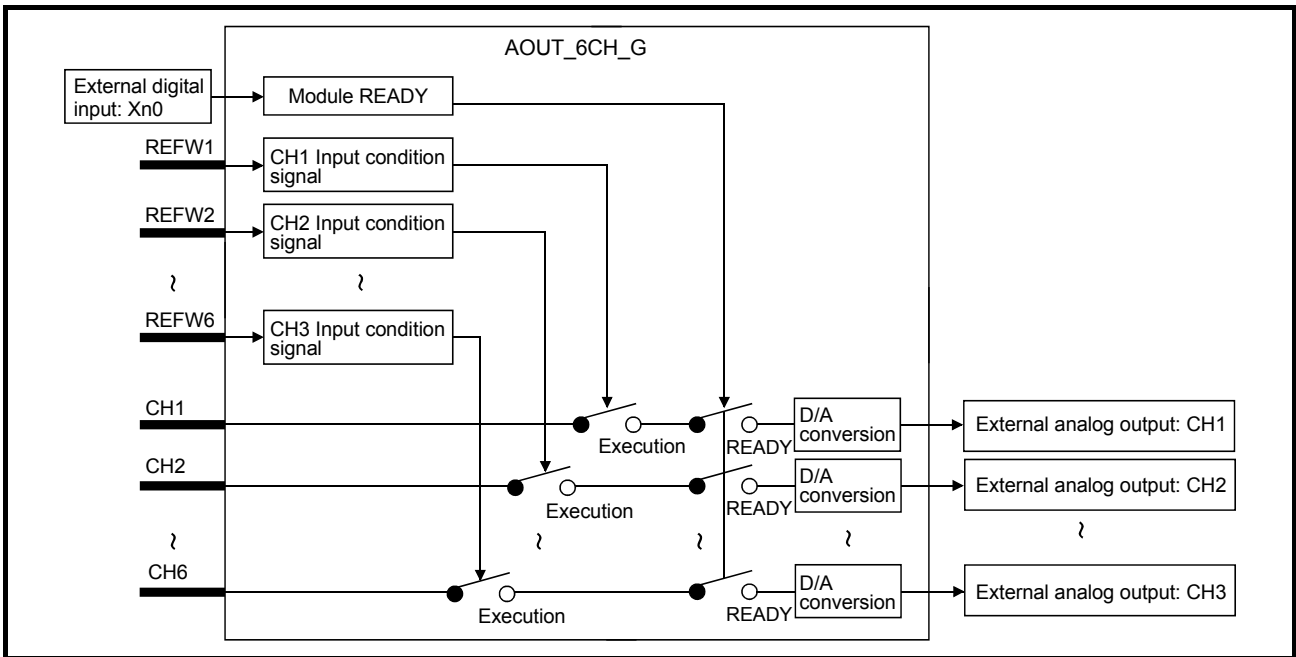 AOUT_6CH_G
External digital
input: Xn0
Module READY
REFW1
CH1 Input condition
signal
REFW2
CH2 Input condition
signal
~
~
REFW6
CH3 Input condition
signal
CH1
Execution
READY
D/A
conversion
External analog output: CH1
CH2
Execution
READY
D/A
conversion
External analog output: CH2
~
~
~
~
~
CH6
Execution
READY
D/A
conversion
External analog output: CH3